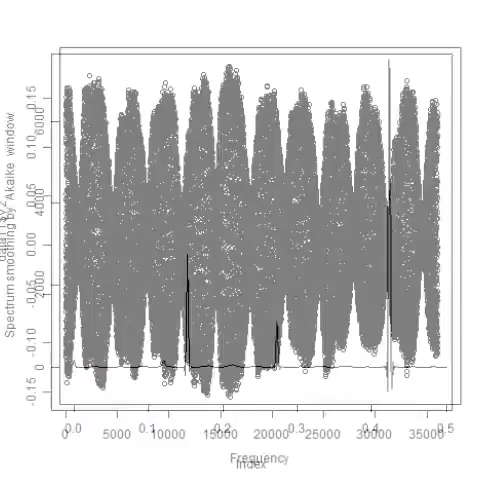 Spectrum smoothing by Akaike window
0.15
0.10
0.05
0.00
-0.05
-0.10
-0.15
6000
4000
2000
0
0.0 0.1 0.2 0.3 0.4 0.5
0 5000 10000 15000 20000 25000 30000 35000
Frequency
Index